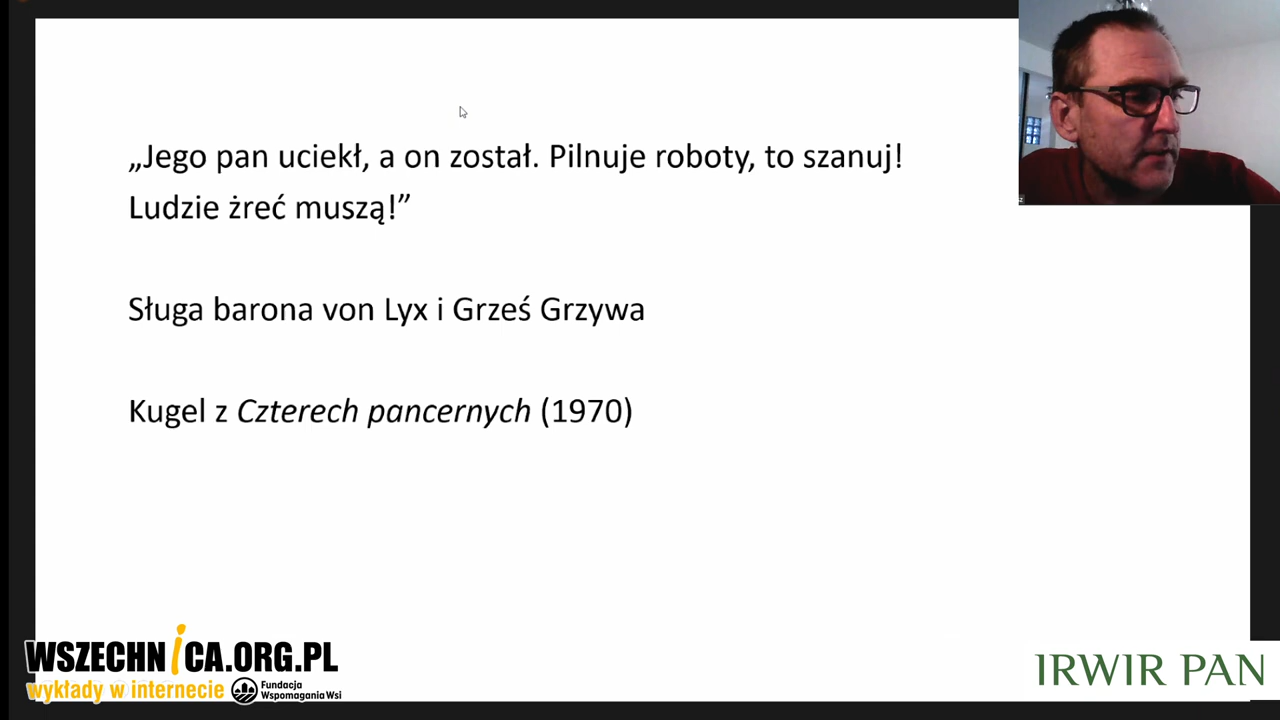 „Jego pan uciekł, a on został. Pilnuje roboty, to szanuj!
Ludzie żreć muszą!”
Sługa barona von Lyx i Grześ Grzywa
Kugel z Czterech pancernych (1970)
WSZECHNiCA.ORG.PL
wykłady w internecie
Fundacja
Wspomagania Wsi
IRWIR PAN